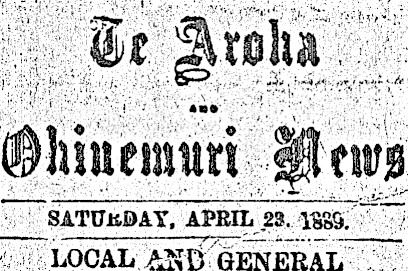 Te Aroha
AND
Ohinemuri News
SATURDAY, APRIL 23. 1889.
LOCAL AND GENERAL